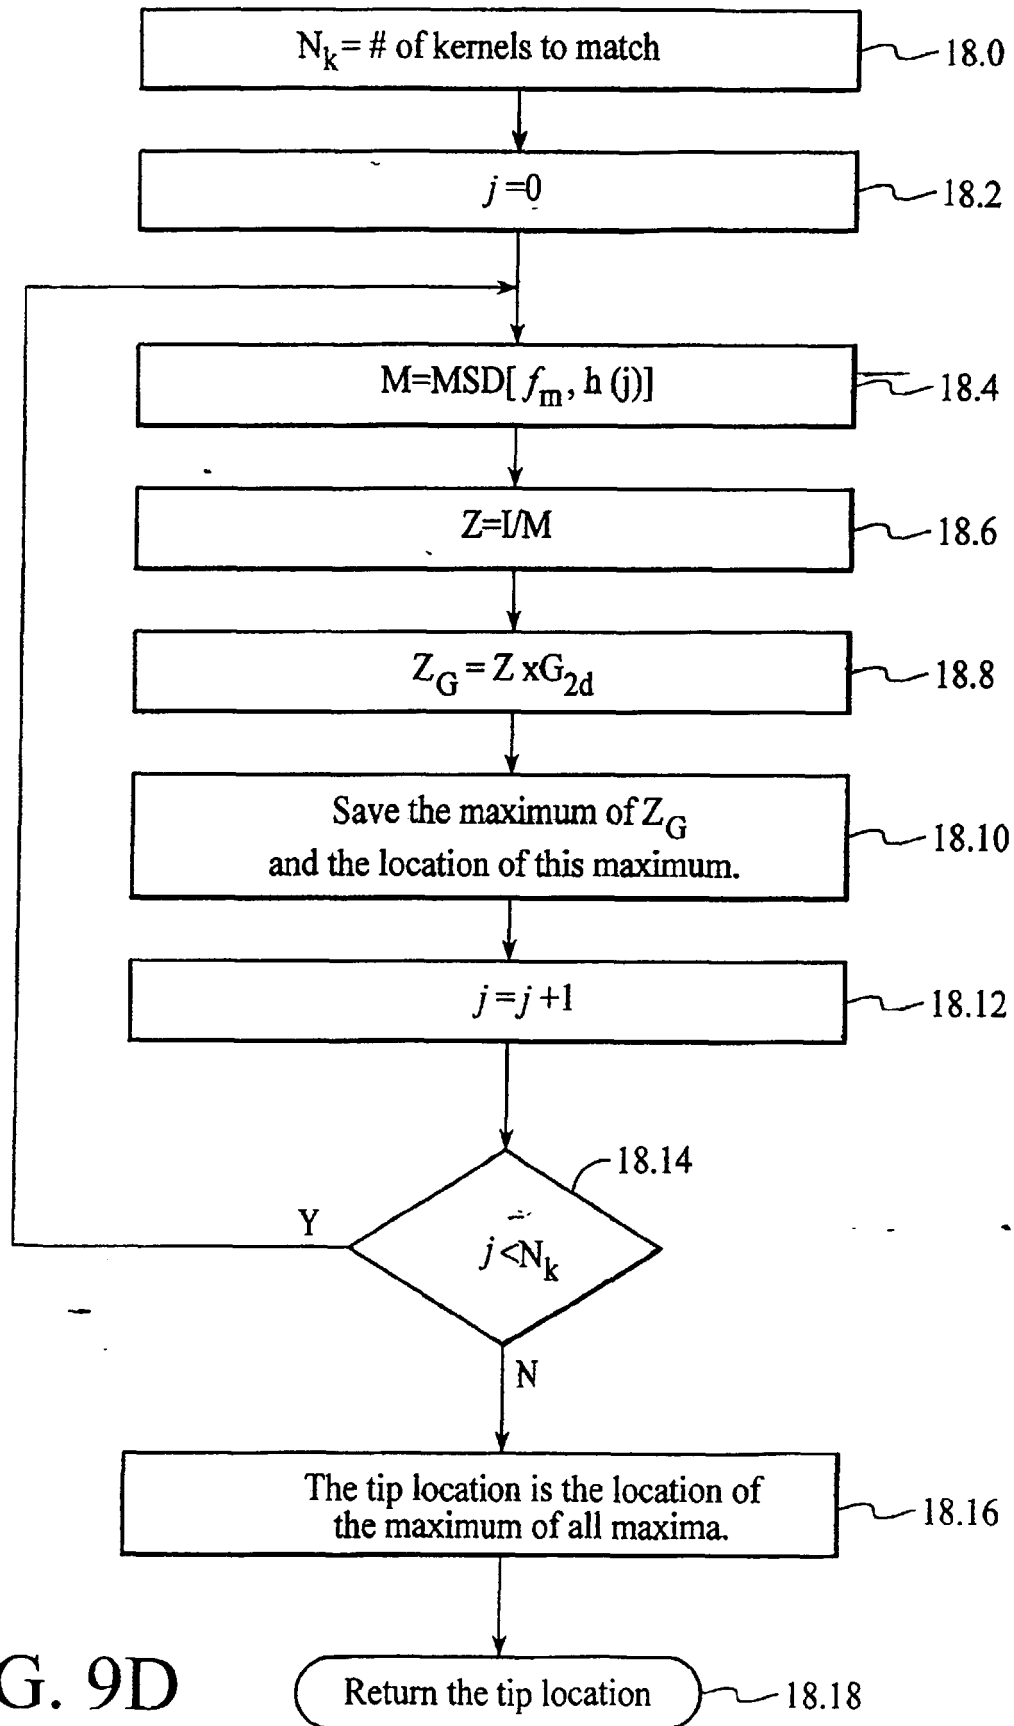 N_k = # of kernels to match
18.0
j=0
18.2
M=MSD[ f_m, h (j)]
18.4
Z=I/M
18.6
Z_G = Z xG_2d
18.8
Save the maximum of Z_G
and the location of this maximum.
18.10
j=j+1
18.12
18.14
Y
j<N_k
N
The tip location is the location of
the maximum of all maxima.
18.16
G. 9D
Return the tip location
18.18